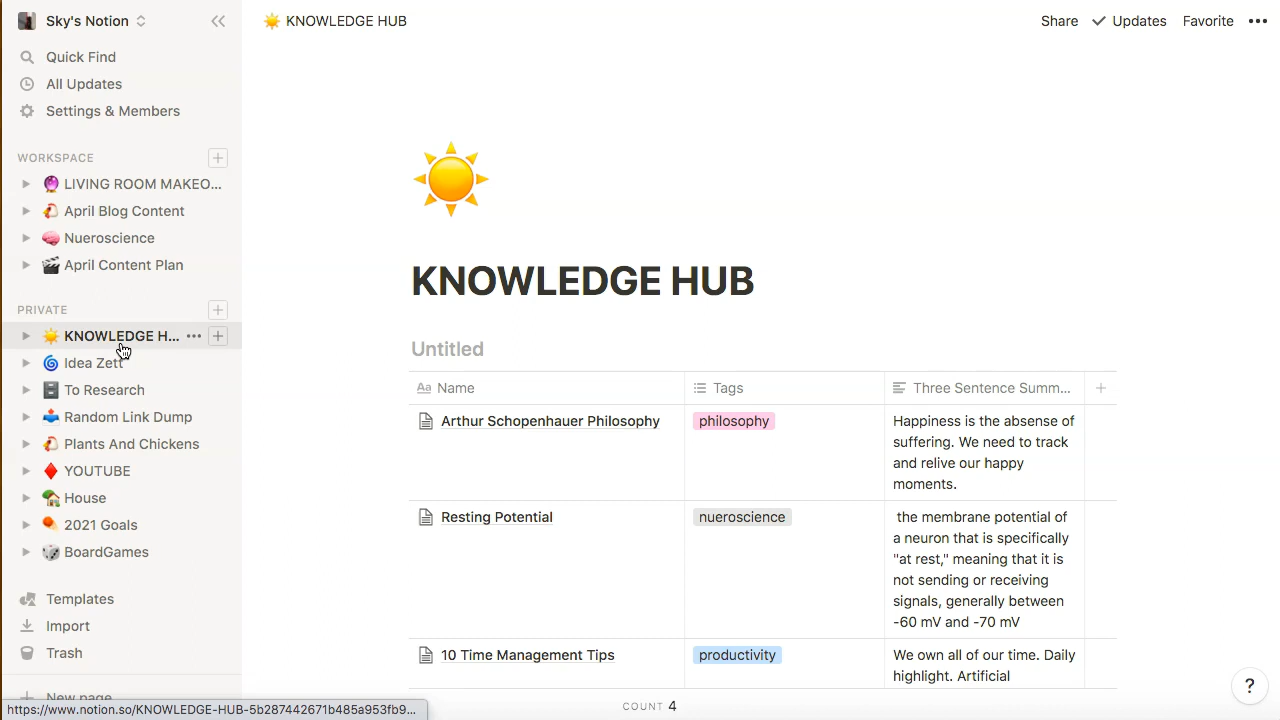 Sky's Notion
KNOWLEDGE HUB
Share
Updates
Favorite
Quick Find
All Updates
Settings & Members
WORKSPACE
LIVING ROOM MAKEO...
April Blog Content
Nueroscience
April Content Plan
PRIVATE
KNOWLEDGE H...
Idea Zett
To Research
Random Link Dump
Plants And Chickens
YOUTUBE
House
2021 Goals
BoardGames
Templates
Import
Trash
New page
https://www.notion.so/KNOWLEDGE-HUB-5b287442671b485a953fb9...
KNOWLEDGE HUB
Untitled
Aa Name
Tags
Three Sentence Summ...
Arthur Schopenhauer Philosophy
philosophy
Happiness is the absense of
suffering. We need to track
and relive our happy
moments.
Resting Potential
nueroscience
the membrane potential of
a neuron that is specifically
"at rest," meaning that it is
not sending or receiving
signals, generally between
-60 mV and -70 mV
10 Time Management Tips
productivity
We own all of our time. Daily
highlight. Artificial
COUNT 4
?